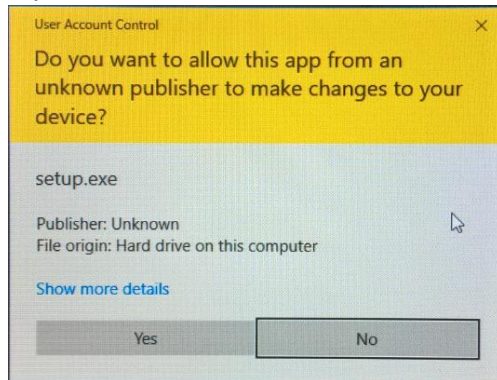 User Account Control
Do you want to allow this app from an
unknown publisher to make changes to your
device?
setup.exe
Publisher: Unknown
File origin: Hard drive on this computer
Show more details
Yes
No